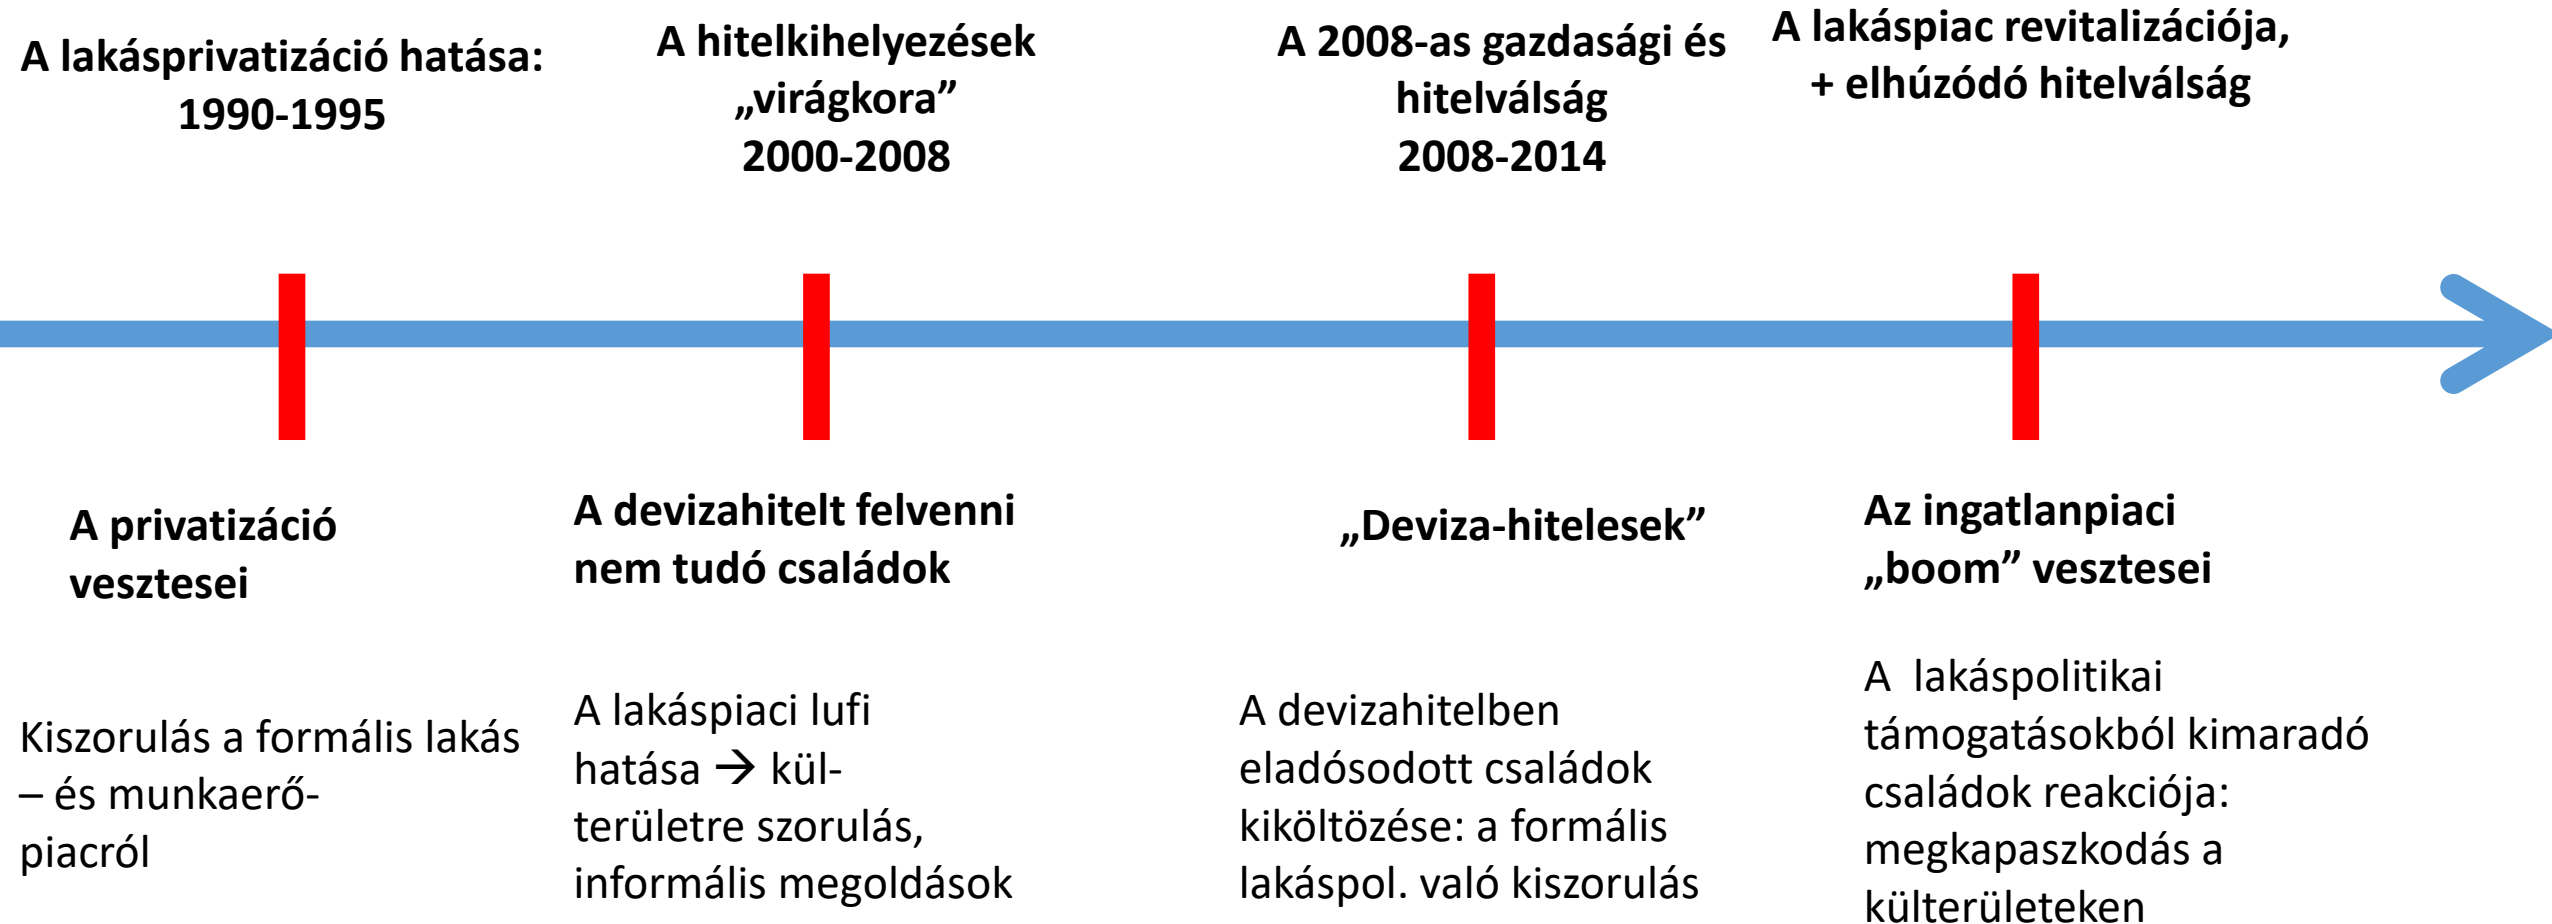 A lakásprivatizáció hatása:
1990-1995
A hitelkihelyezések
„virágkora”
2000-2008
A 2008-as gazdasági és
hitelválság
2008-2014
A lakáspiac revitalizációja,
+ elhúzódó hitelválság
A privatizáció
vesztesei
A devizahitelt felvenni
nem tudó családok
„Deviza-hitelesek”
Az ingatlanpiaci
„boom” vesztesei
Kiszorulás a formális lakás
– és munkaerő-
piacról
A lakáspiaci lufi
hatása → kül-
területre szorulás,
informális megoldások
A devizahitelben
eladósodott családok
kiköltözése: a formális
lakáspol. való kiszorulás
A  lakáspolitikai
támogatásokból kimaradó
családok reakciója:
megkapaszkodás a
külterületeken